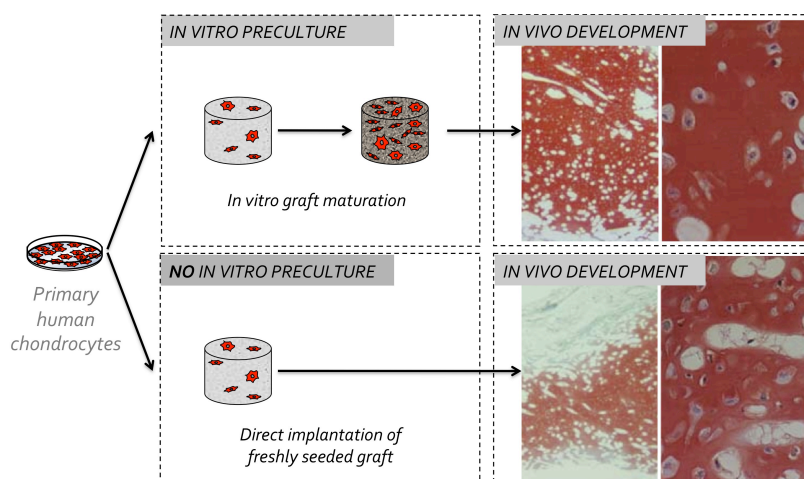 IN VITRO PRECULTURE
IN VIVO DEVELOPMENT
In vitro graft maturation
Primary
human
chondrocytes
NO IN VITRO PRECULTURE
IN VIVO DEVELOPMENT
Direct implantation of
freshly seeded graft